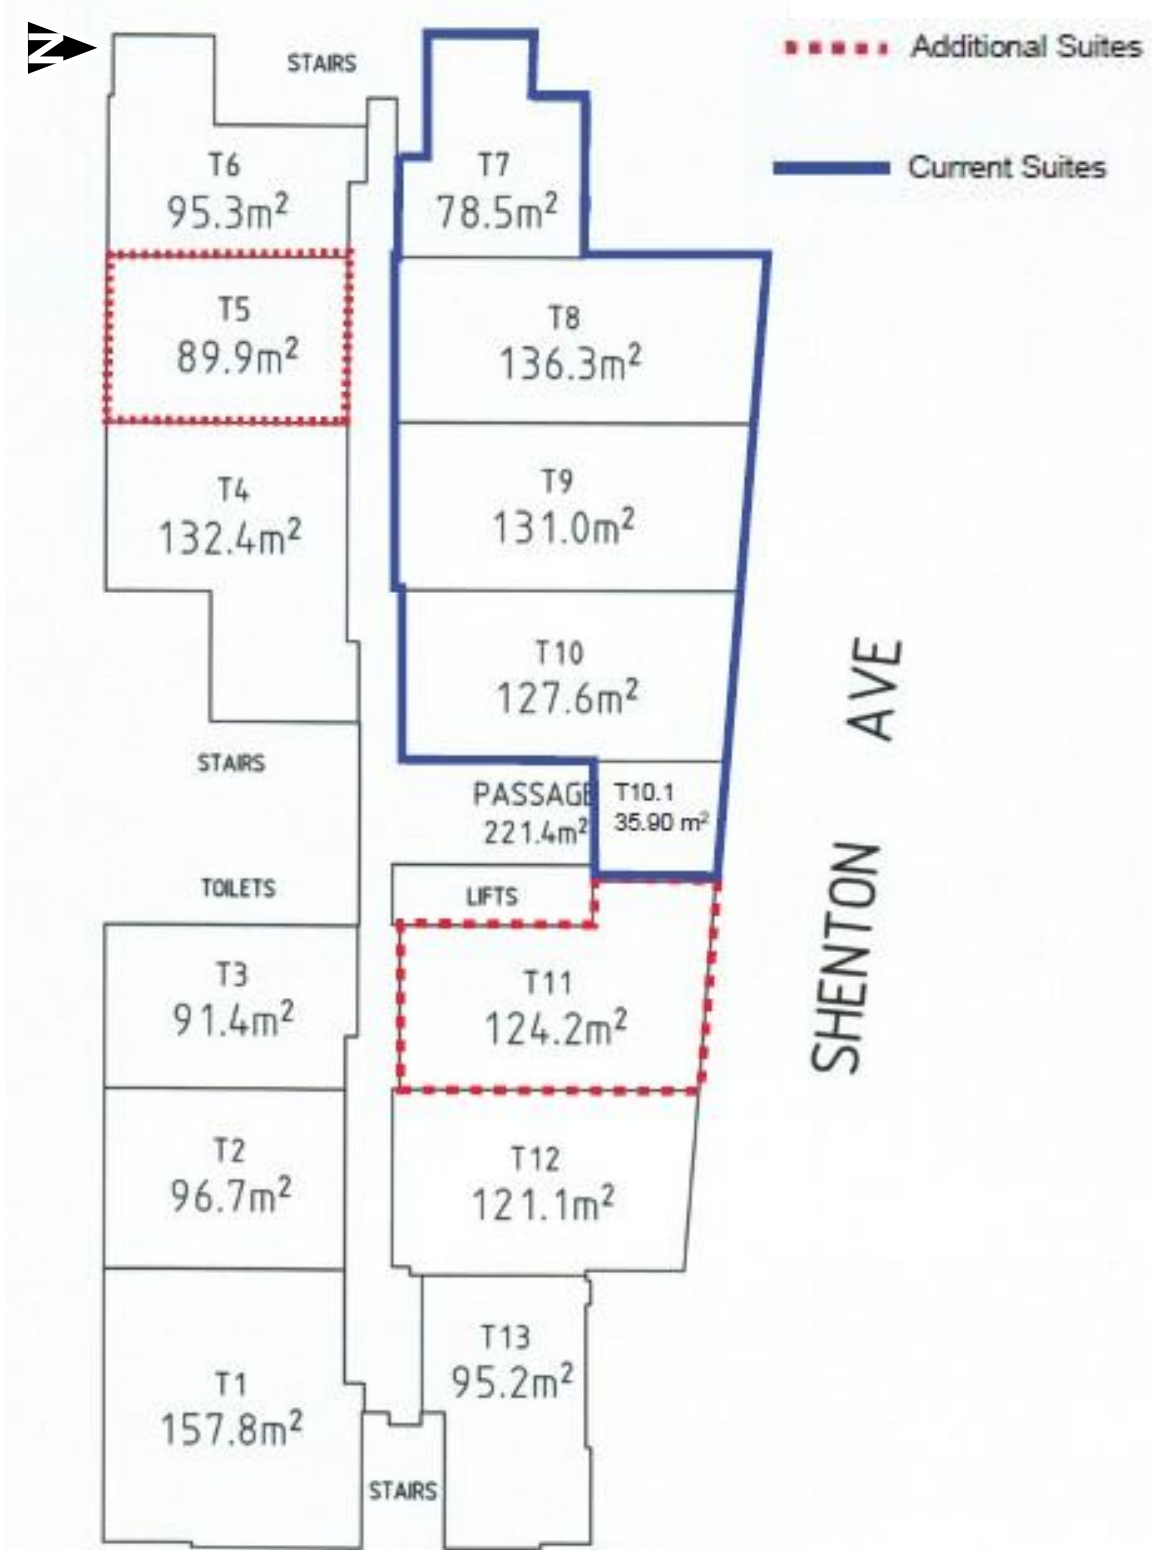 N
STAIRS
Additional Suites
Current Suites
T6
95.3m²
T7
78.5m²
T5
89.9m²
T8
136.3m²
T4
132.4m²
T9
131.0m²
T10
127.6m²
STAIRS
PASSAGE
221.4m²
T10.1
35.90 m²
TOILETS
LIFTS
T3
91.4m²
T11
124.2m²
SHENTON AVE
T2
96.7m²
T12
121.1m²
T1
157.8m²
T13
95.2m²
STAIRS